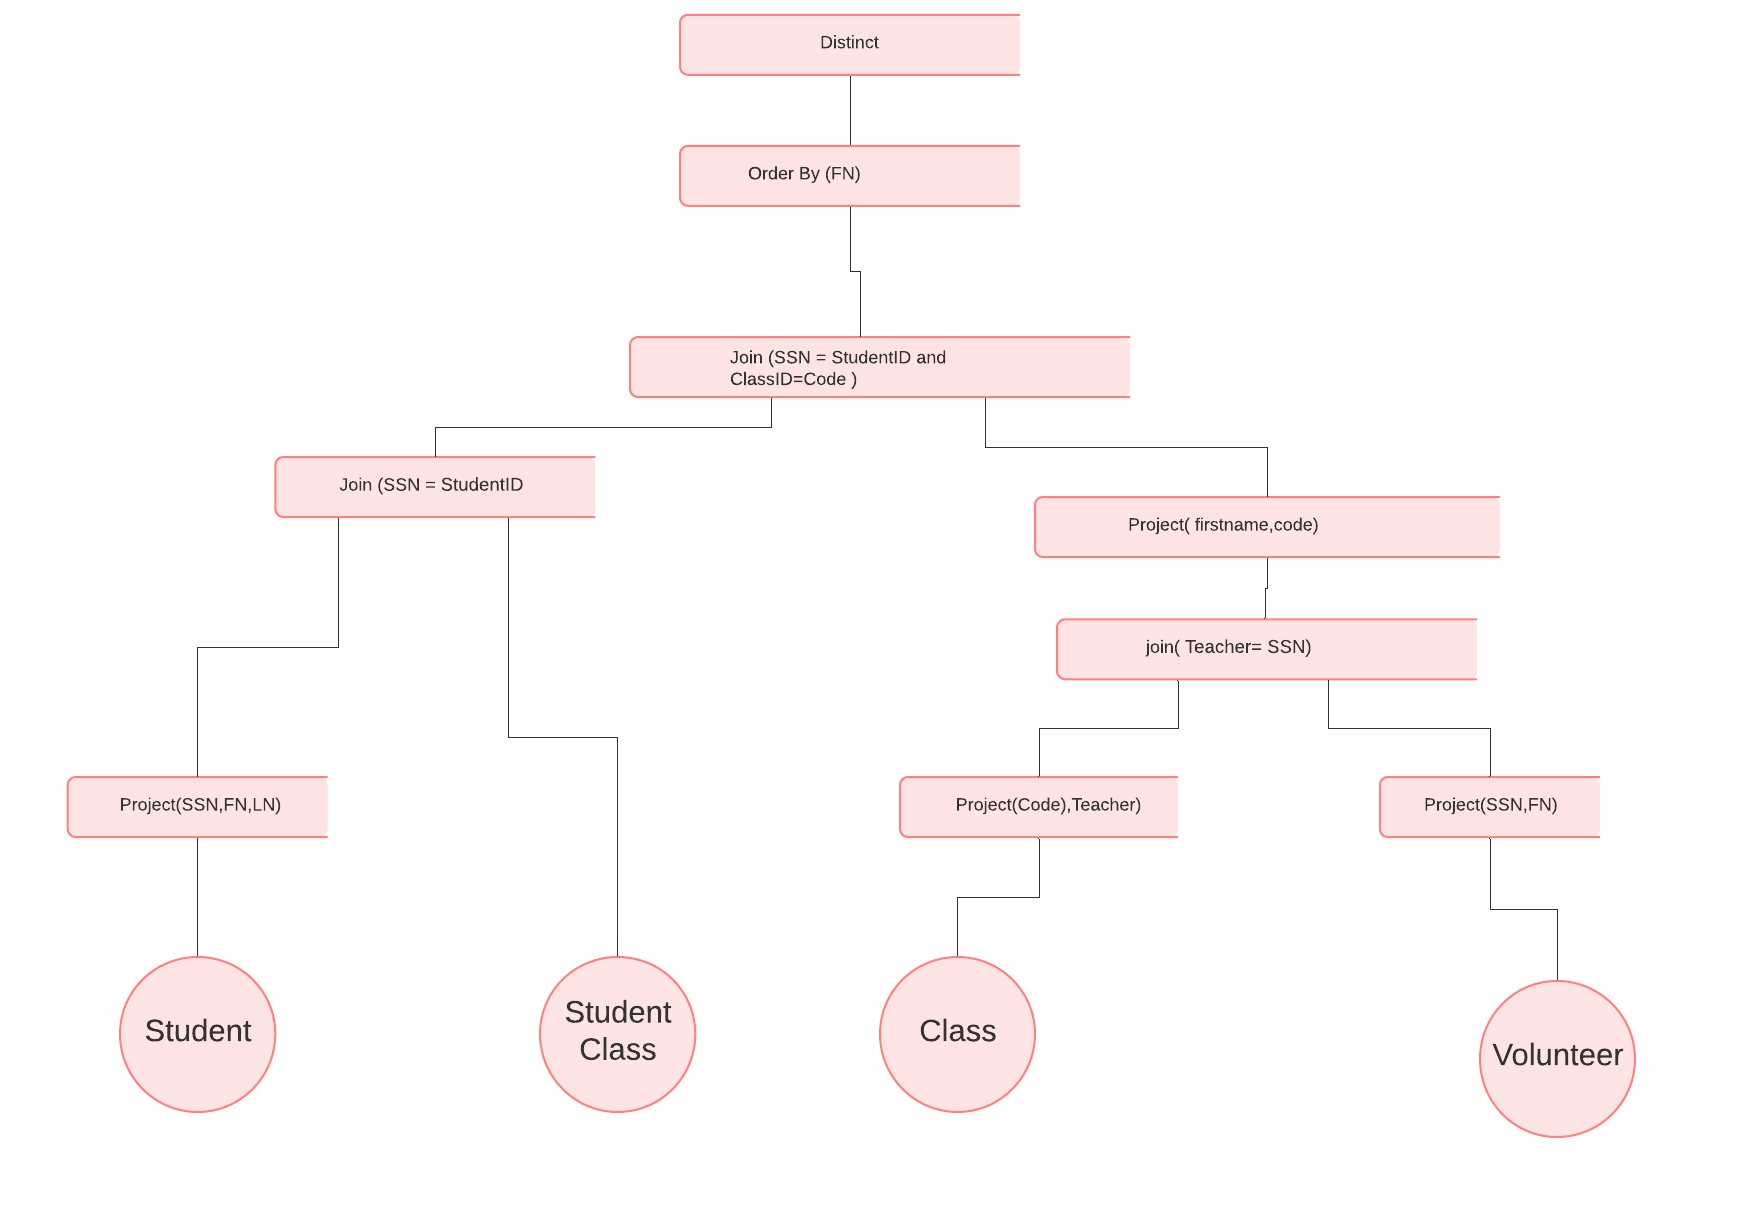 Distinct
Order By (FN)
Join (SSN = StudentID and
ClassID=Code )
Join (SSN = StudentID
Project( firstname,code)
join( Teacher= SSN)
Project(SSN,FN,LN)
Project(Code),Teacher)
Project(SSN,FN)
Student
Student
Class
Class
Volunteer